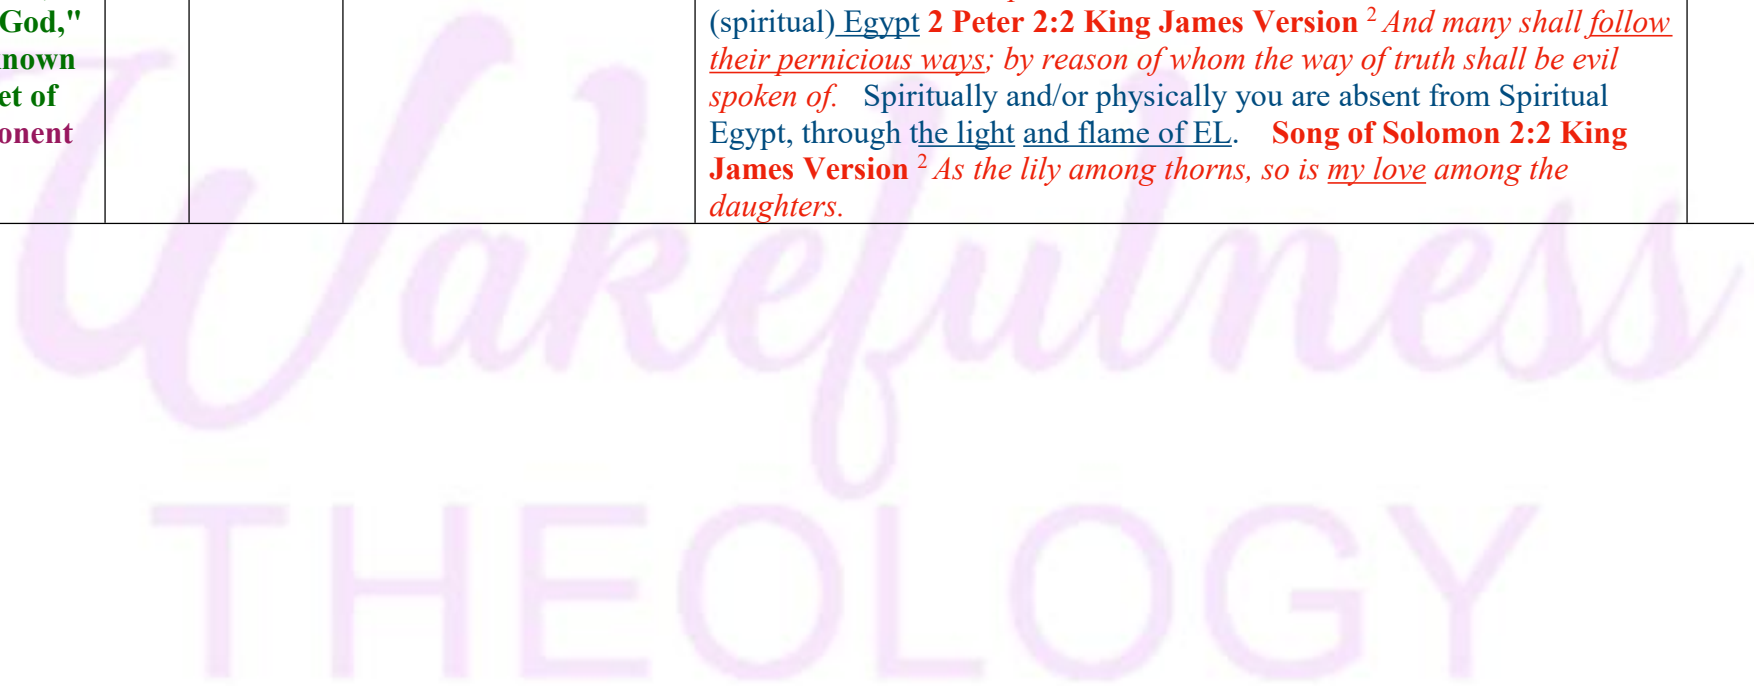 God,"
nown
et of
onent
(spiritual) Egypt 2 Peter 2:2 King James Version 2 And many shall follow
their pernicious ways; by reason of whom the way of truth shall be evil
spoken of. Spiritually and/or physically you are absent from Spiritual
Egypt, through the light and flame of EL. Song of Solomon 2:2 King
James Version 2 As the lily among thorns, so is my love among the
daughters.
Wakefulness
THEOLOGY